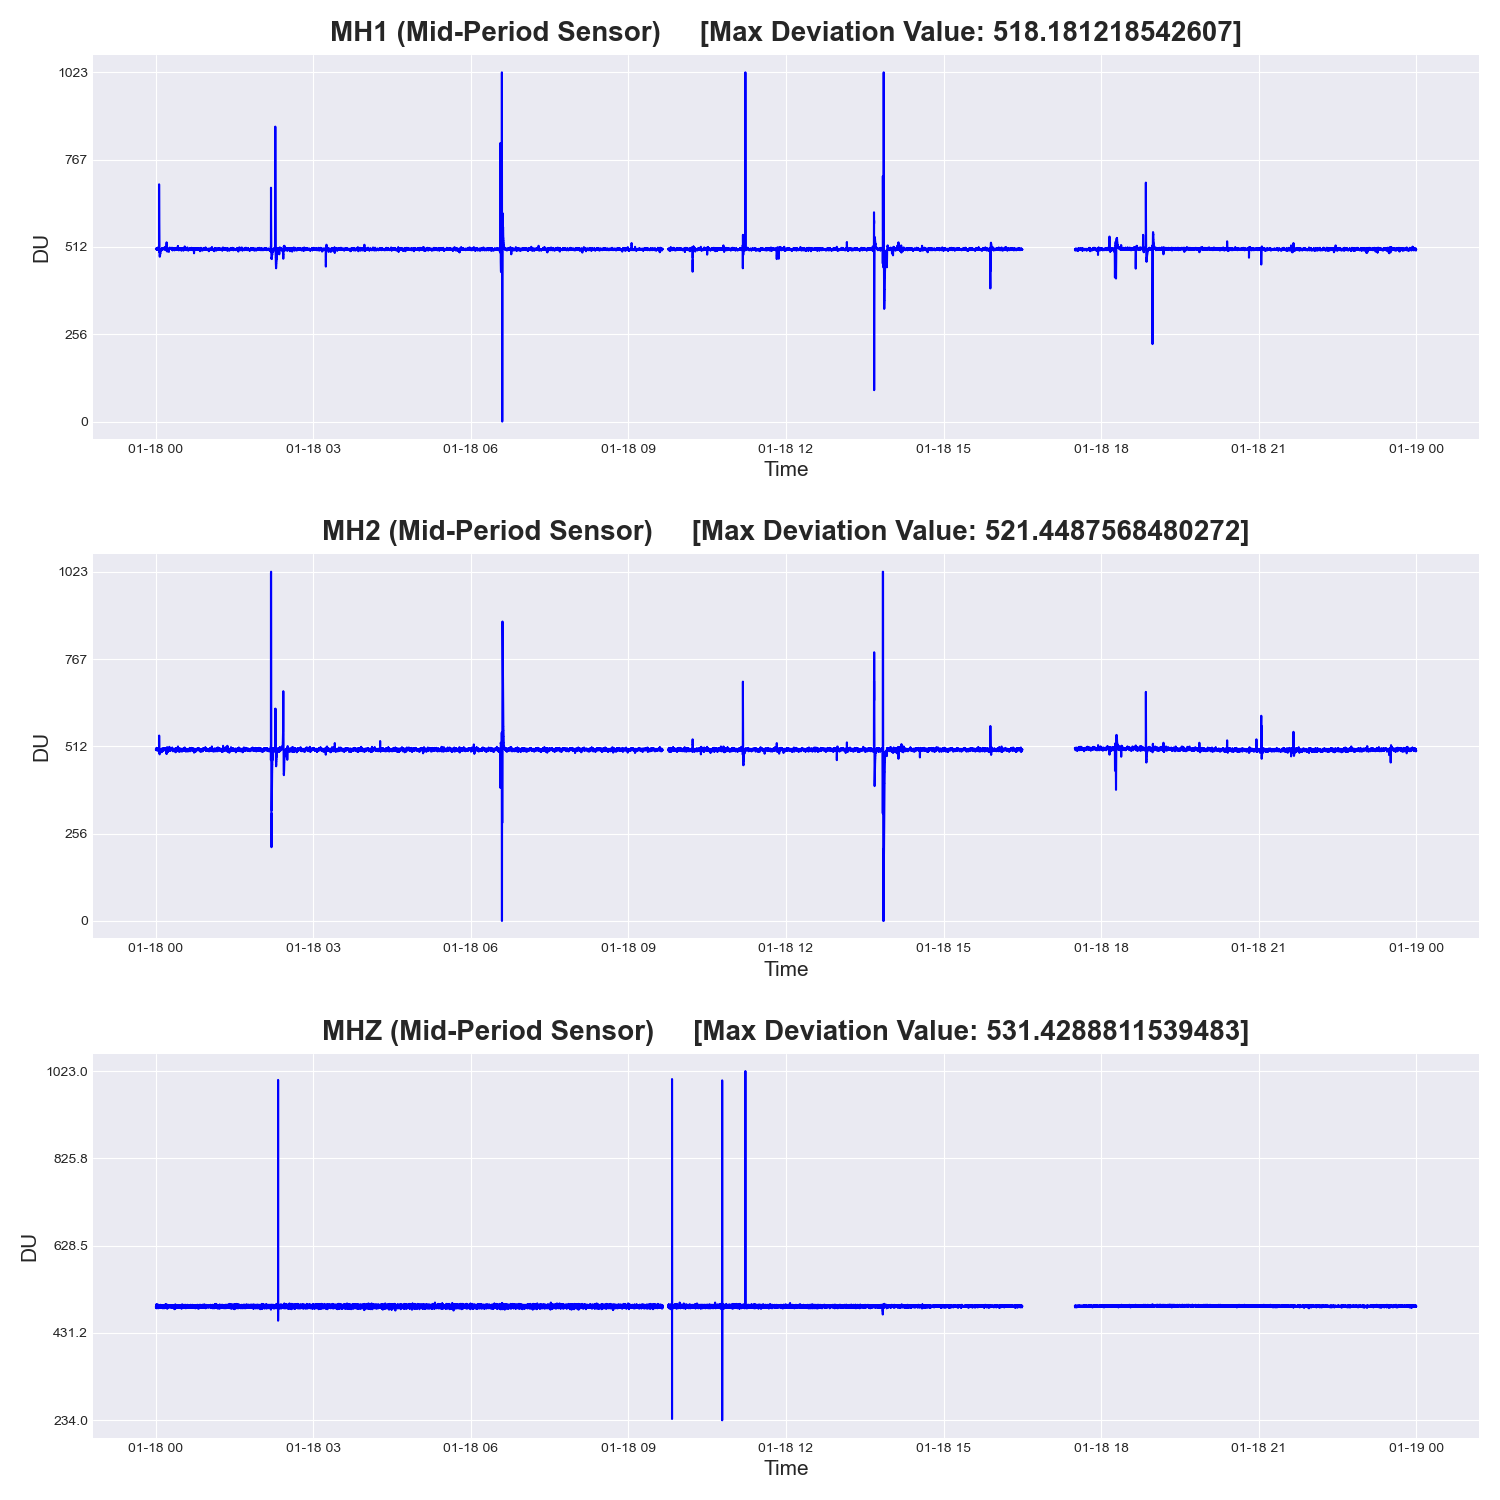 MH1 (Mid-Period Sensor) [Max Deviation Value: 518.181218542607]
1023
767
512
256
0
DU
01-18 00 01-18 03 01-18 06 01-18 09 01-18 12 01-18 15 01-18 18 01-18 21 01-19 00
Time
MH2 (Mid-Period Sensor) [Max Deviation Value: 521.4487568480272]
1023
767
512
256
0
DU
01-18 00 01-18 03 01-18 06 01-18 09 01-18 12 01-18 15 01-18 18 01-18 21 01-19 00
Time
MHZ (Mid-Period Sensor) [Max Deviation Value: 531.4288811539483]
1023.0
825.8
628.5
431.2
234.0
DU
01-18 00 01-18 03 01-18 06 01-18 09 01-18 12 01-18 15 01-18 18 01-18 21 01-19 00
Time